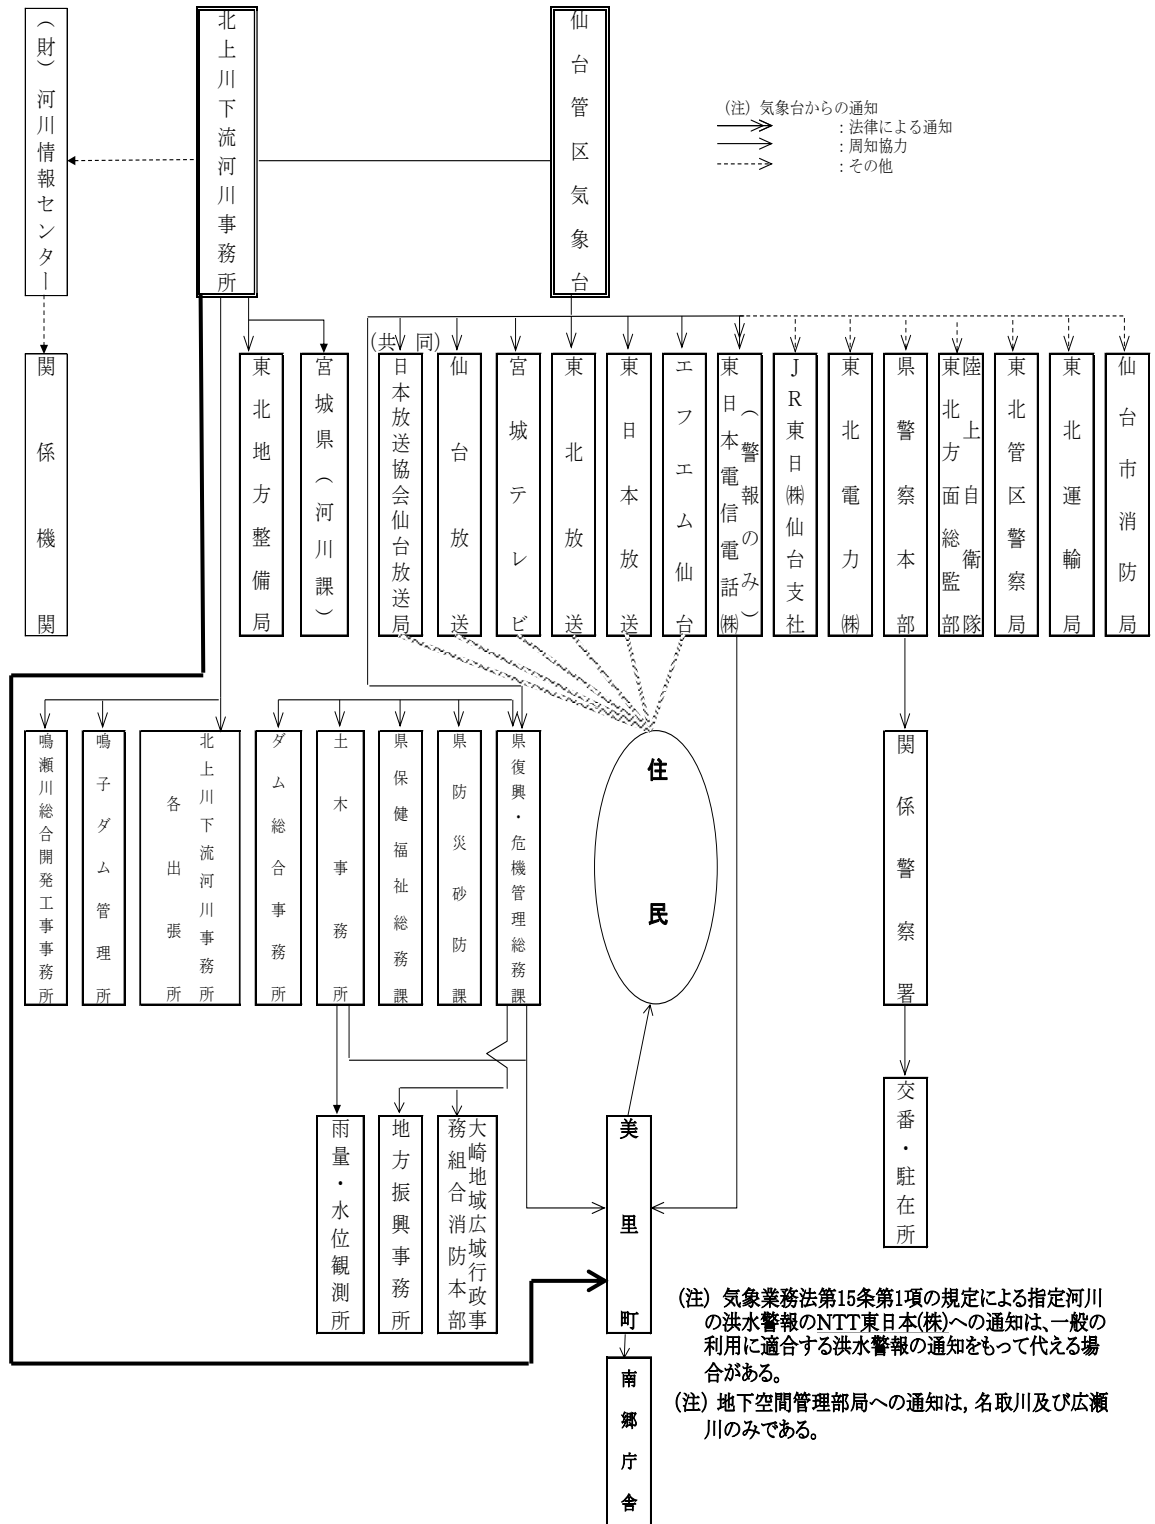 （財）河川情報センター
北上川下流河川事務所
仙台管区気象台
（注）気象台からの通知
：法律による通知
：周知協力
：その他
関係機関
東北地方整備局
宮城県（河川課）
(共同)
日本放送協会仙台放送局
仙台放送
宮城テレビ
東北放送
東日本放送
エフエム仙台
東日本電信電話㈱
（警報のみ）
JR東日㈱仙台支社
東北電力㈱
県警察本部
陸上自衛隊
東北方面総監部
東北管区警察局
東北運輸局
仙台市消防局
鳴瀬川総合開発工事事務所
鳴子ダム管理所
北上川下流河川事務所
各出張所
ダム総合事務所
土木事務所
県保健福祉総務課
県防災砂防課
県復興・危機管理総務課
住民
関係警察署
雨量・水位観測所
地方振興事務所
大崎地域広域行政事
務組合消防本部
美里町
交番・駐在所
南郷庁舎
(注) 気象業務法第15条第1項の規定による指定河川
の洪水警報のNTT東日本(株)への通知は、一般の
利用に適合する洪水警報の通知をもって代える場
合がある。
(注) 地下空間管理部局への通知は, 名取川及び広瀬
川のみである。